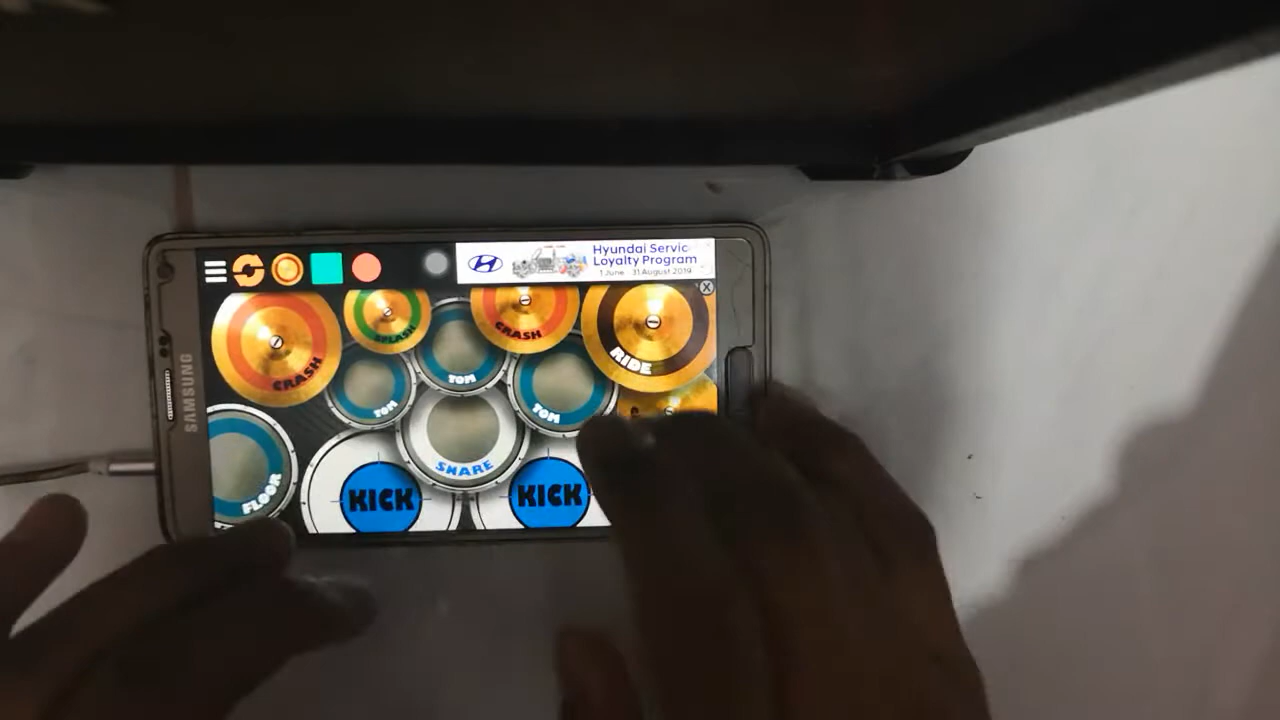 Hyundai Servic
Loyalty Program
1 June - 31 August 2019
SAMSUNG
CRASH
SPLASH
CRASH
RIDE
TOM
TOM
TOM
SNARE
FLOOR
KICK
KICK